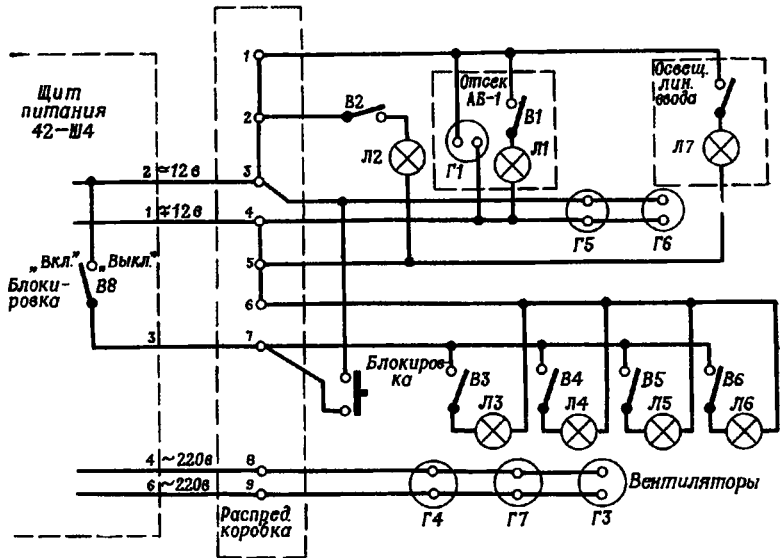 Щит
питания
42-Ш4
2 ≃12в
1 ∓12в
„Вкл."
„Выкл."
В8
Блоки-
ровка
3
4 ~220в
6 ~220в
1
2
3
4
5
6
7
8
9
Распред.
коробка
В2
Л2
Отсек
АБ-1
В1
Г1
Л1
Освещ.
лин.
ввода
Л7
Г5
Г6
Блокиров-
ка
В3
Л3
В4
Л4
В5
Л5
В6
Л6
Г4
Г7
Г3
Вентиляторы